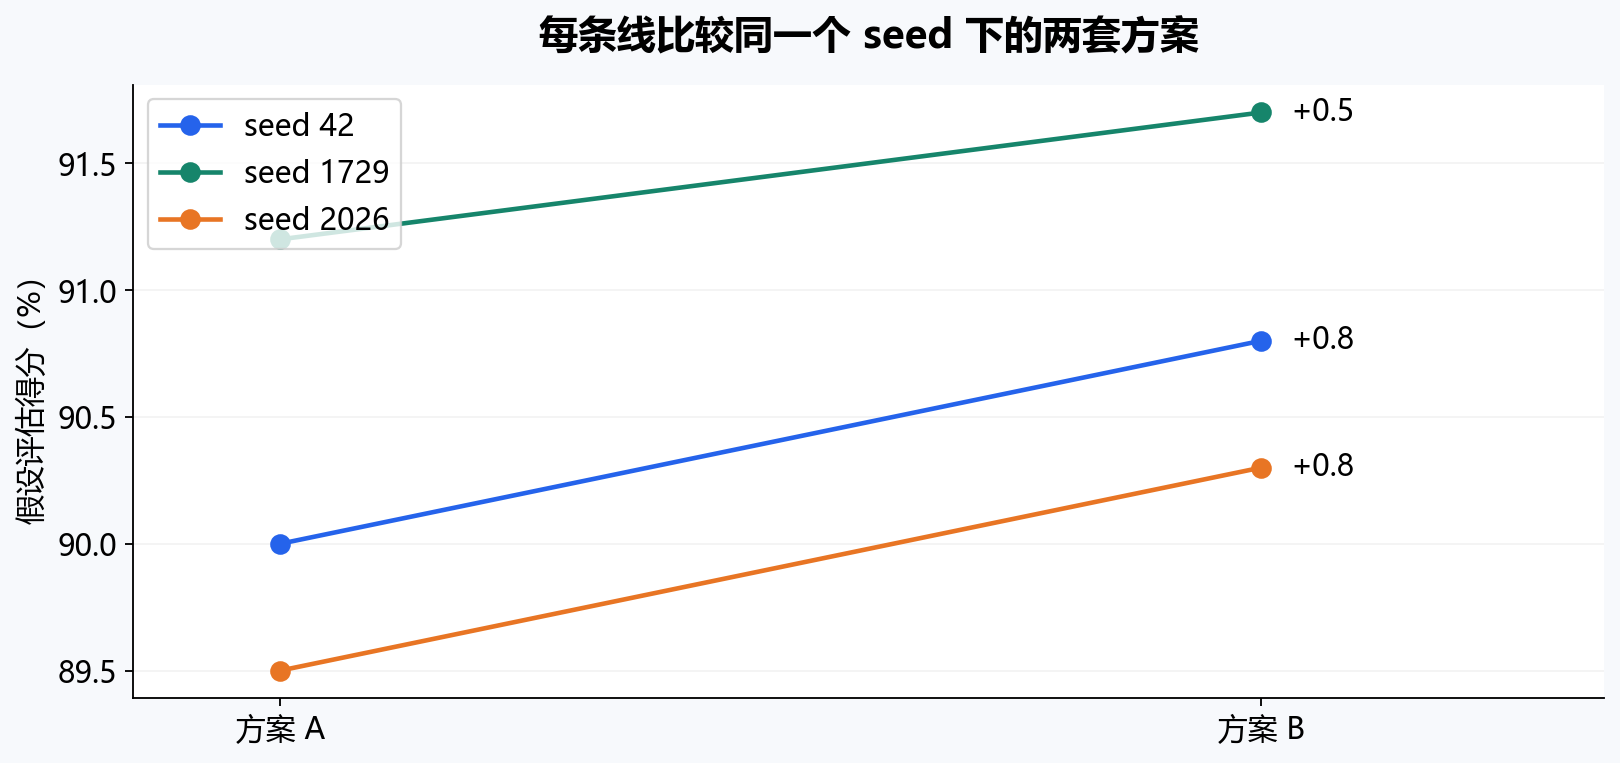 每条线比较同一个 seed 下的两套方案
seed 42
seed 1729
seed 2026
+0.5
+0.8
+0.8
91.5
91.0
90.5
90.0
89.5
假设评估得分（%）
方案 A
方案 B